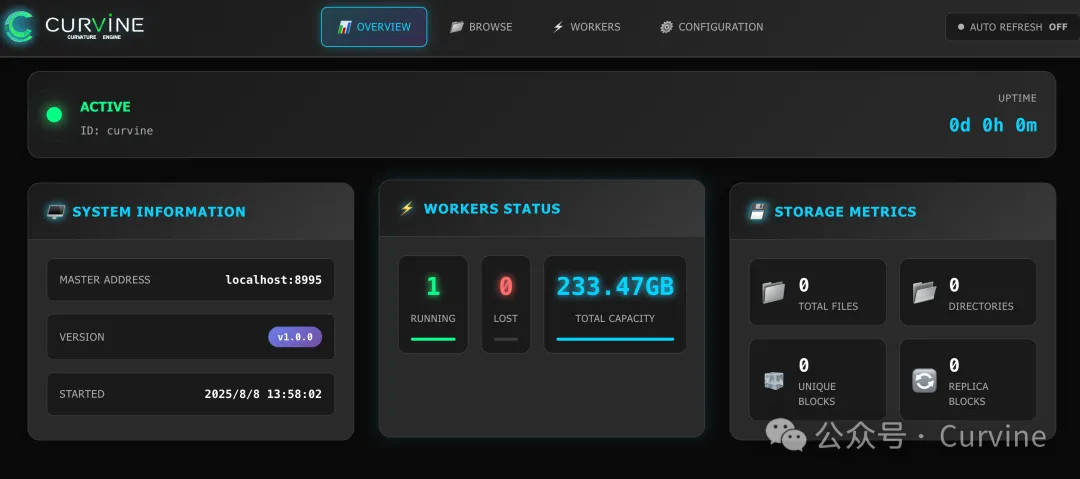 CURVINE
CURVATURE ENGINE
OVERVIEW
BROWSE
WORKERS
CONFIGURATION
AUTO REFRESH OFF
ACTIVE
ID: curvine
UPTIME
0d 0h 0m
SYSTEM INFORMATION
MASTER ADDRESS
localhost:8995
VERSION
v1.0.0
STARTED
2025/8/8 13:58:02
WORKERS STATUS
1
RUNNING
0
LOST
233.47GB
TOTAL CAPACITY
STORAGE METRICS
0
TOTAL FILES
0
DIRECTORIES
0
UNIQUE
BLOCKS
0
REPLICA
BLOCKS
公众号 · Curvine